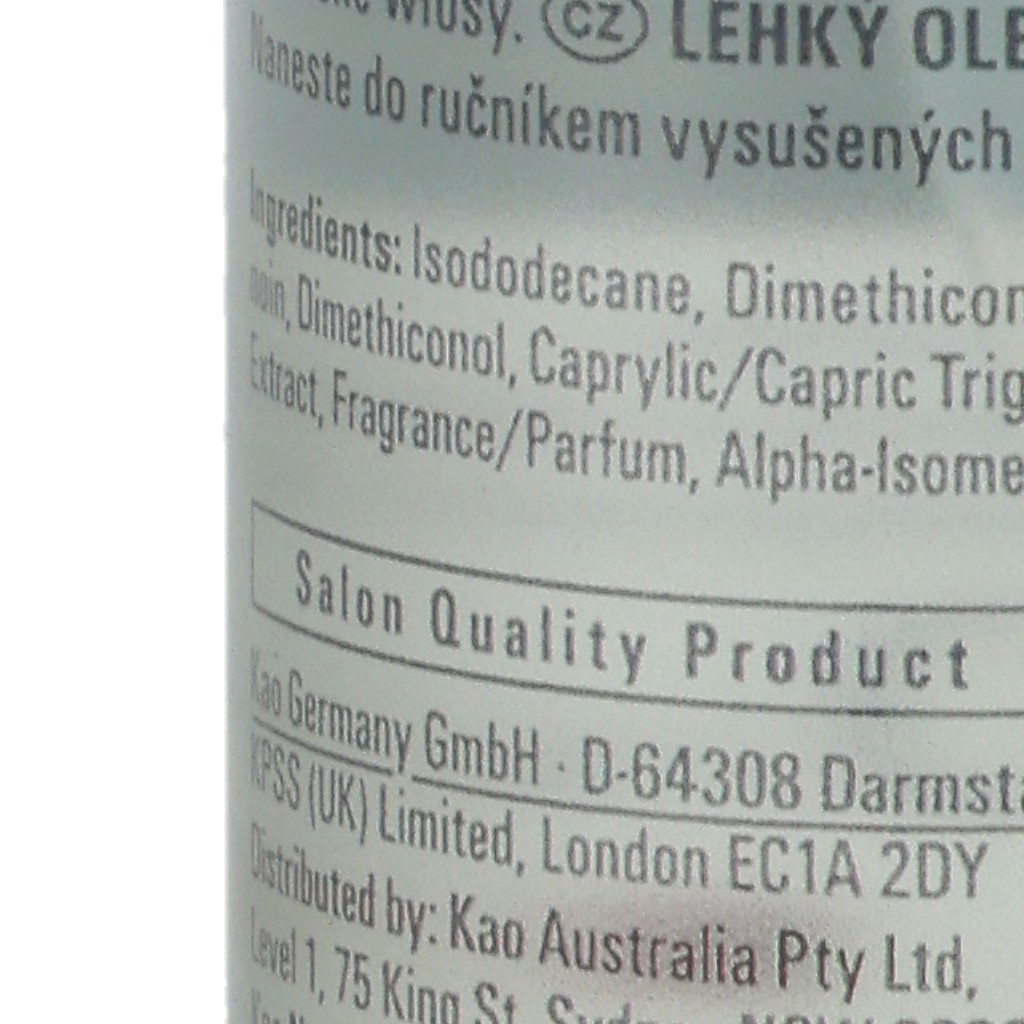 włosy. CZ LEHKÝ OLE
Naneste do ručníkem vysušených
Ingredients: Isododecane, Dimethicon
Dimethiconol, Caprylic/Capric Trig
Extract, Fragrance/Parfum, Alpha-Isome
Salon Quality Product
Kao Germany GmbH · D-64308 Darmsta
KPSS (UK) Limited, London EC1A 2DY
Distributed by: Kao Australia Pty Ltd,
Level 1, 75 King St,